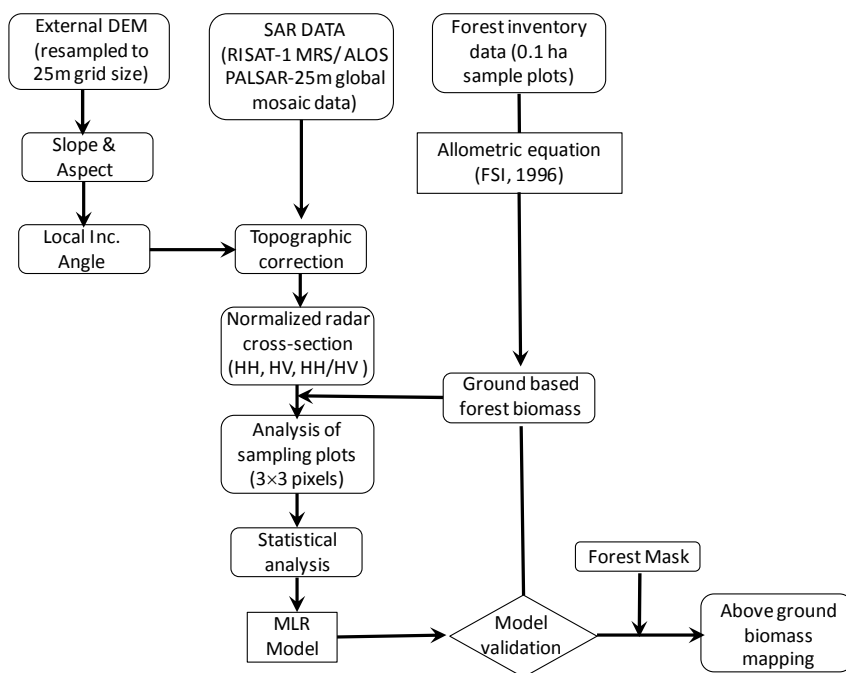 External DEM
(resampled to
25m grid size)
SAR DATA
(RISAT-1 MRS/ ALOS
PALSAR-25m global
mosaic data)
Forest inventory
data (0.1 ha
sample plots)
Slope &
Aspect
Allometric equation
(FSI, 1996)
Local Inc.
Angle
Topographic
correction
Normalized radar
cross-section
(HH, HV, HH/HV )
Ground based
forest biomass
Analysis of
sampling plots
(3×3 pixels)
Statistical
analysis
Forest Mask
MLR
Model
Model
validation
Above ground
biomass
mapping